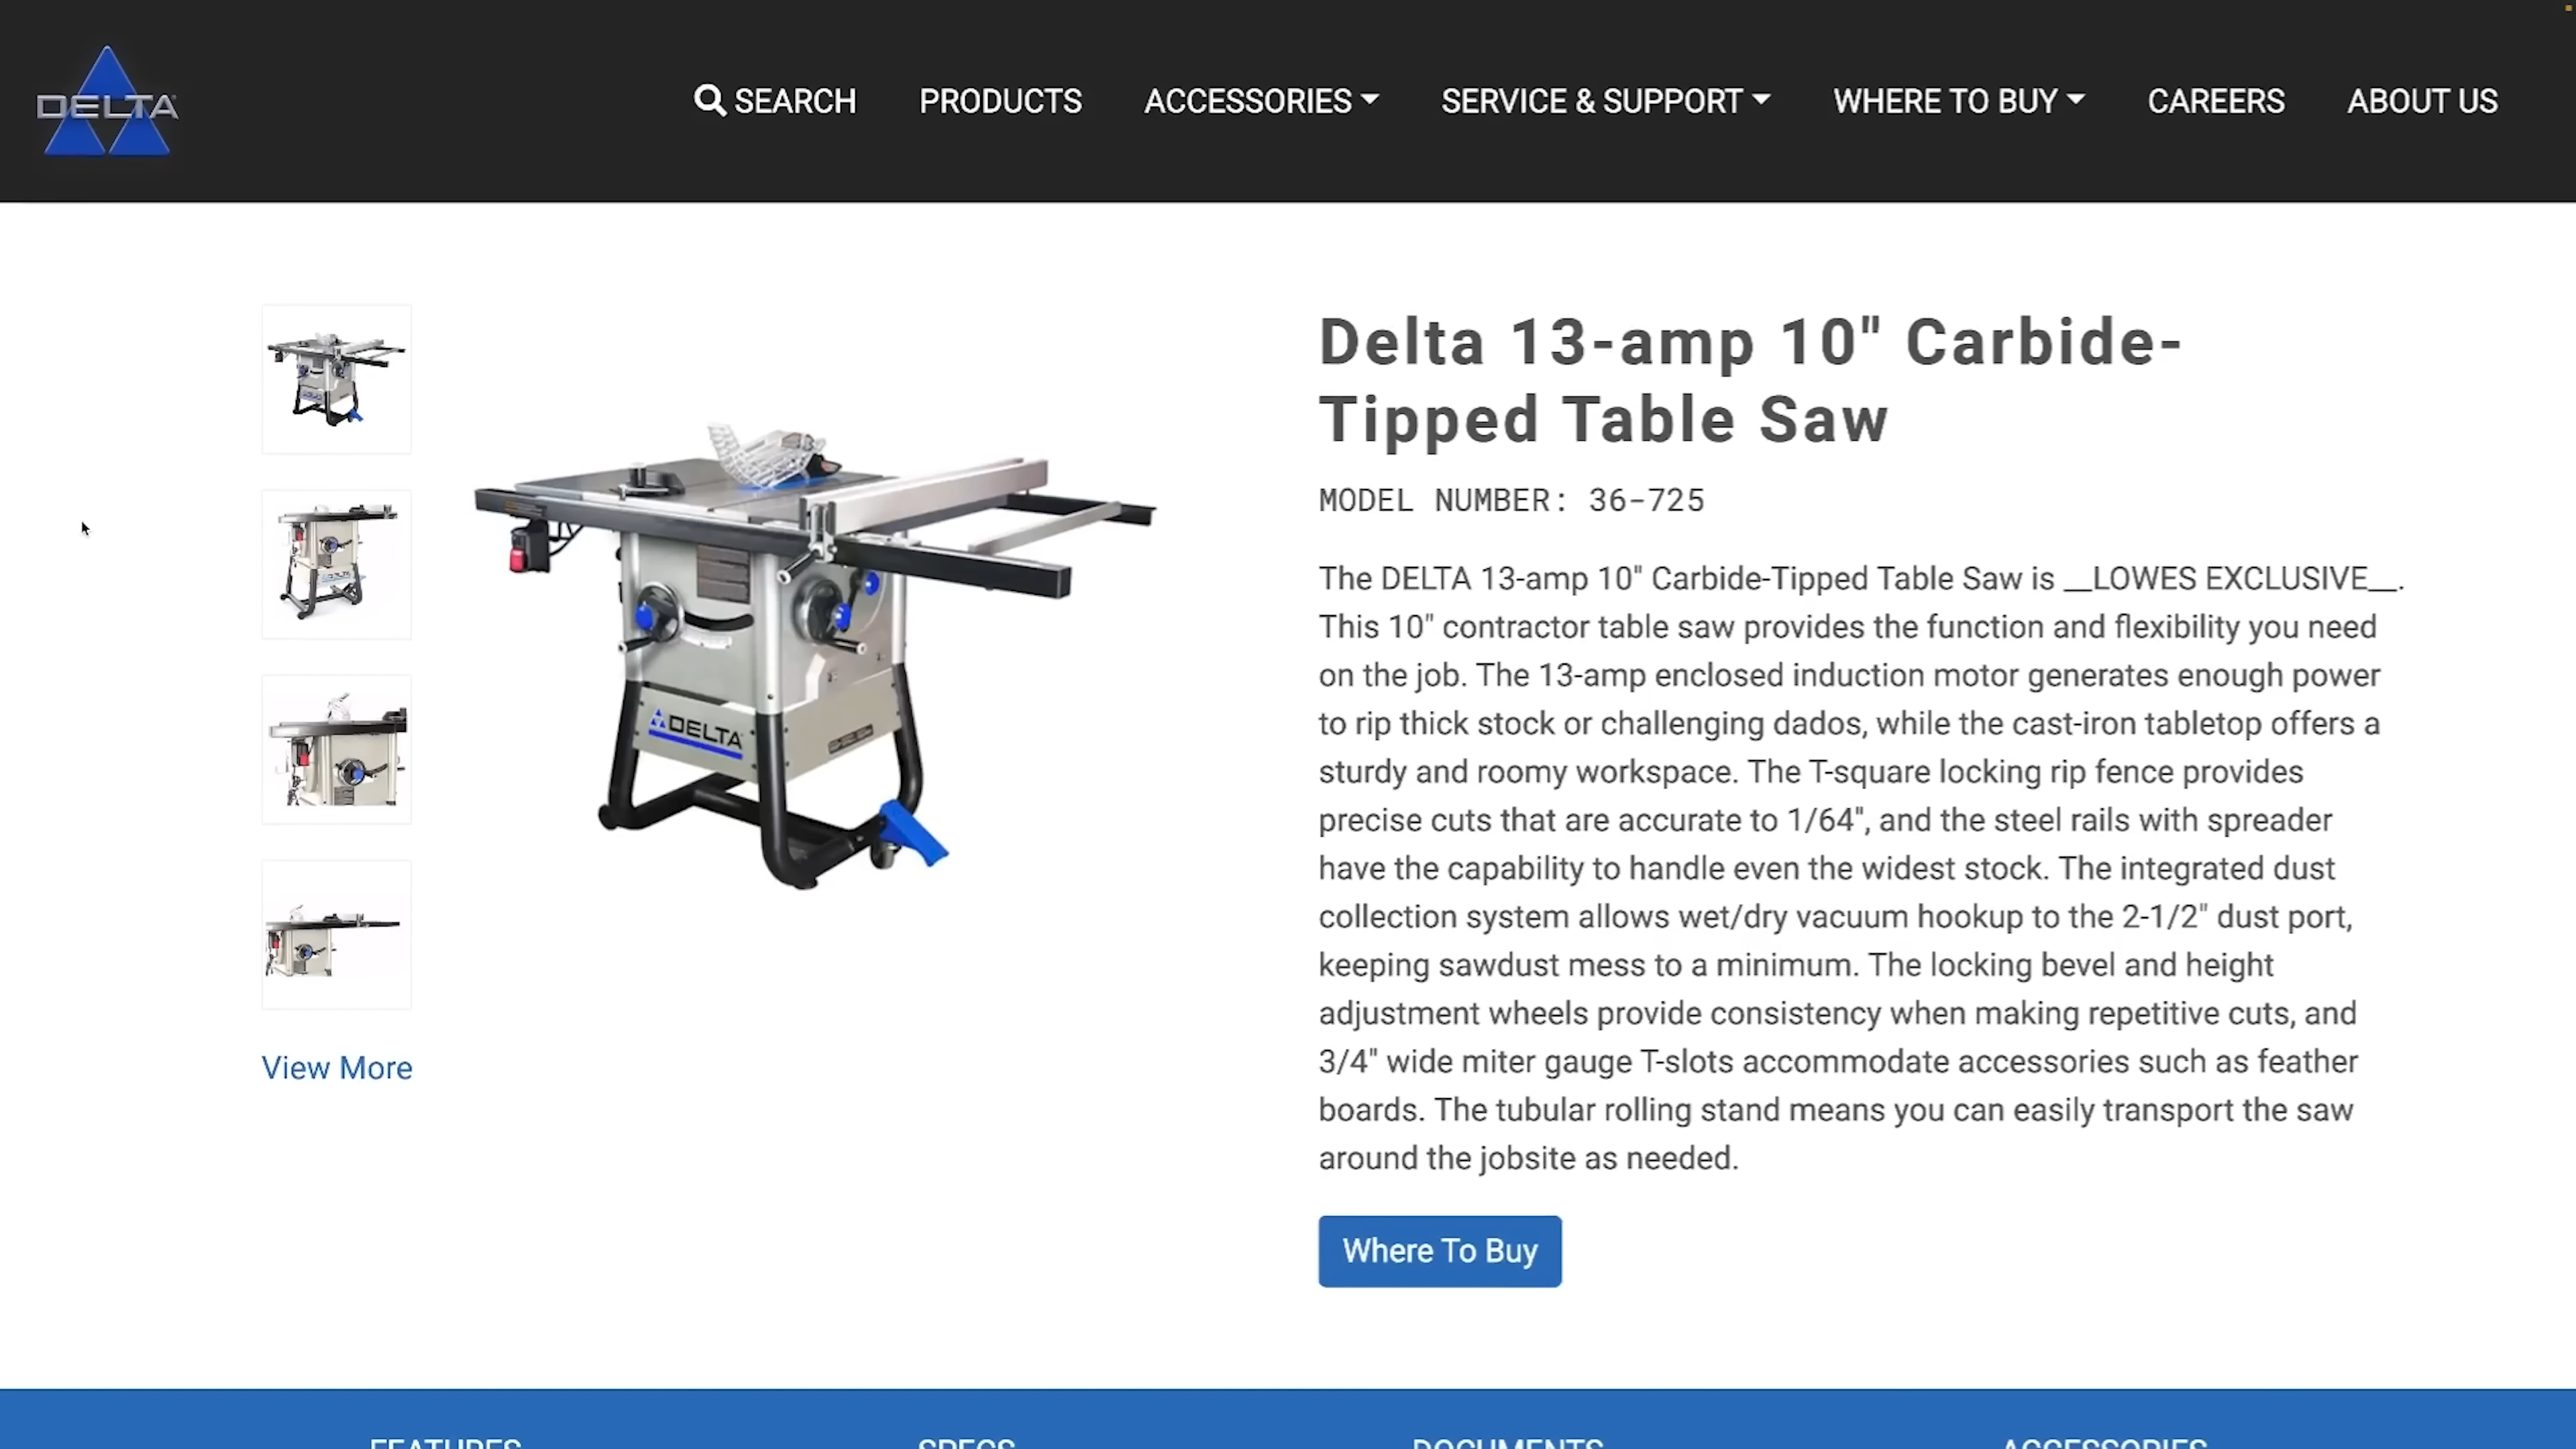 DELTA
SEARCH
PRODUCTS
ACCESSORIES
SERVICE & SUPPORT
WHERE TO BUY
CAREERS
ABOUT US
Delta 13-amp 10" Carbide-
Tipped Table Saw
MODEL NUMBER: 36-725
The DELTA 13-amp 10" Carbide-Tipped Table Saw is __LOWES EXCLUSIVE__.
This 10" contractor table saw provides the function and flexibility you need
on the job. The 13-amp enclosed induction motor generates enough power
to rip thick stock or challenging dados, while the cast-iron tabletop offers a
sturdy and roomy workspace. The T-square locking rip fence provides
precise cuts that are accurate to 1/64", and the steel rails with spreader
have the capability to handle even the widest stock. The integrated dust
collection system allows wet/dry vacuum hookup to the 2-1/2" dust port,
keeping sawdust mess to a minimum. The locking bevel and height
adjustment wheels provide consistency when making repetitive cuts, and
3/4" wide miter gauge T-slots accommodate accessories such as feather
boards. The tubular rolling stand means you can easily transport the saw
around the jobsite as needed.
Where To Buy
DELTA
View More
FEATURES
SPECS
DOCUMENTS
ACCESSORIES